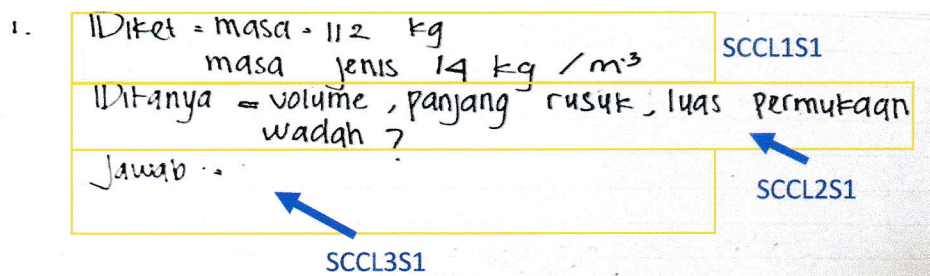 1. Diket = masa = 112 kg
masa jenis 14 kg / m³
SCCL1S1
Ditanya = volume, panjang rusuk, luas permukaan
wadah ?
SCCL2S1
Jawab :
SCCL3S1